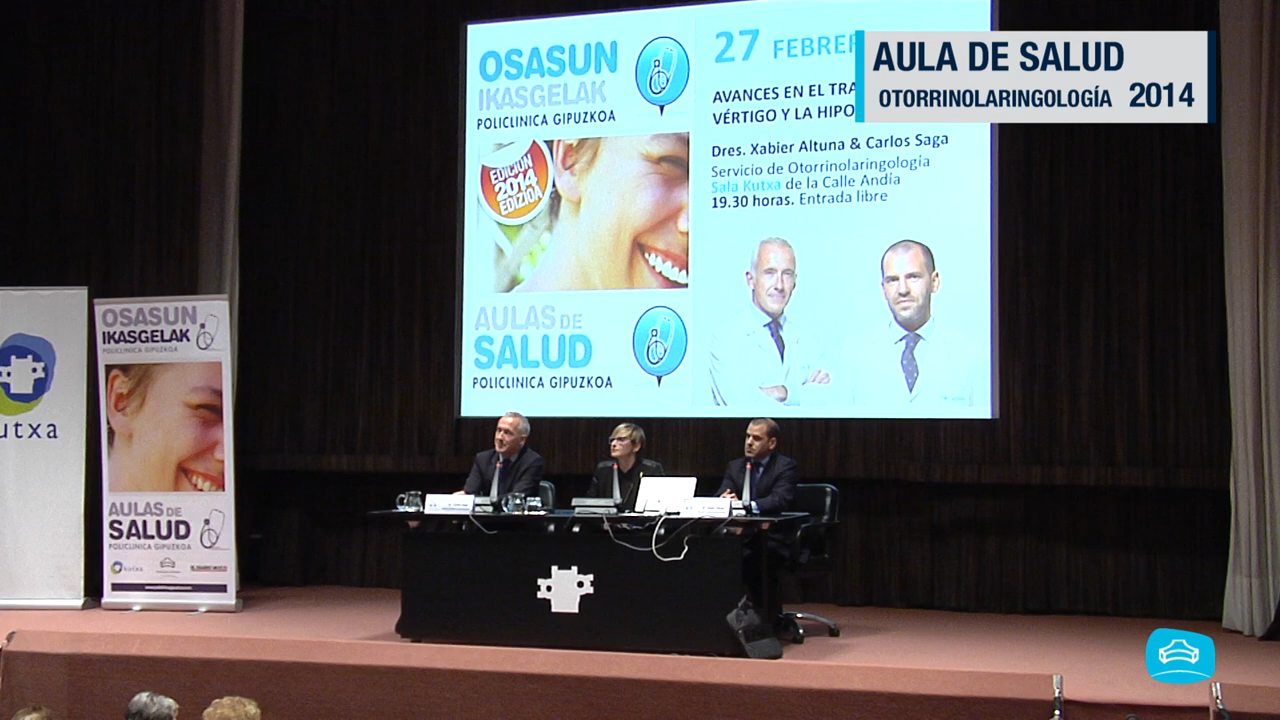 AULA DE SALUD
OTORRINOLARINGOLOGÍA 2014
OSASUN
IKASGELAK
POLICLINICA GIPUZKOA
EDICIÓN
2014
EDIZIOA
AULAS DE
SALUD
POLICLINICA GIPUZKOA
27 FEBRER
AVANCES EN EL TRA
VÉRTIGO Y LA HIPO
Dres. Xabier Altuna & Carlos Saga
Servicio de Otorrinolaringología
Sala Kutxa de la Calle Andía
19.30 horas. Entrada libre
utxa
OSASUN
IKASGELAK
POLICLINICA GIPUZKOA
AULAS DE
SALUD
POLICLINICA GIPUZKOA
kutxa